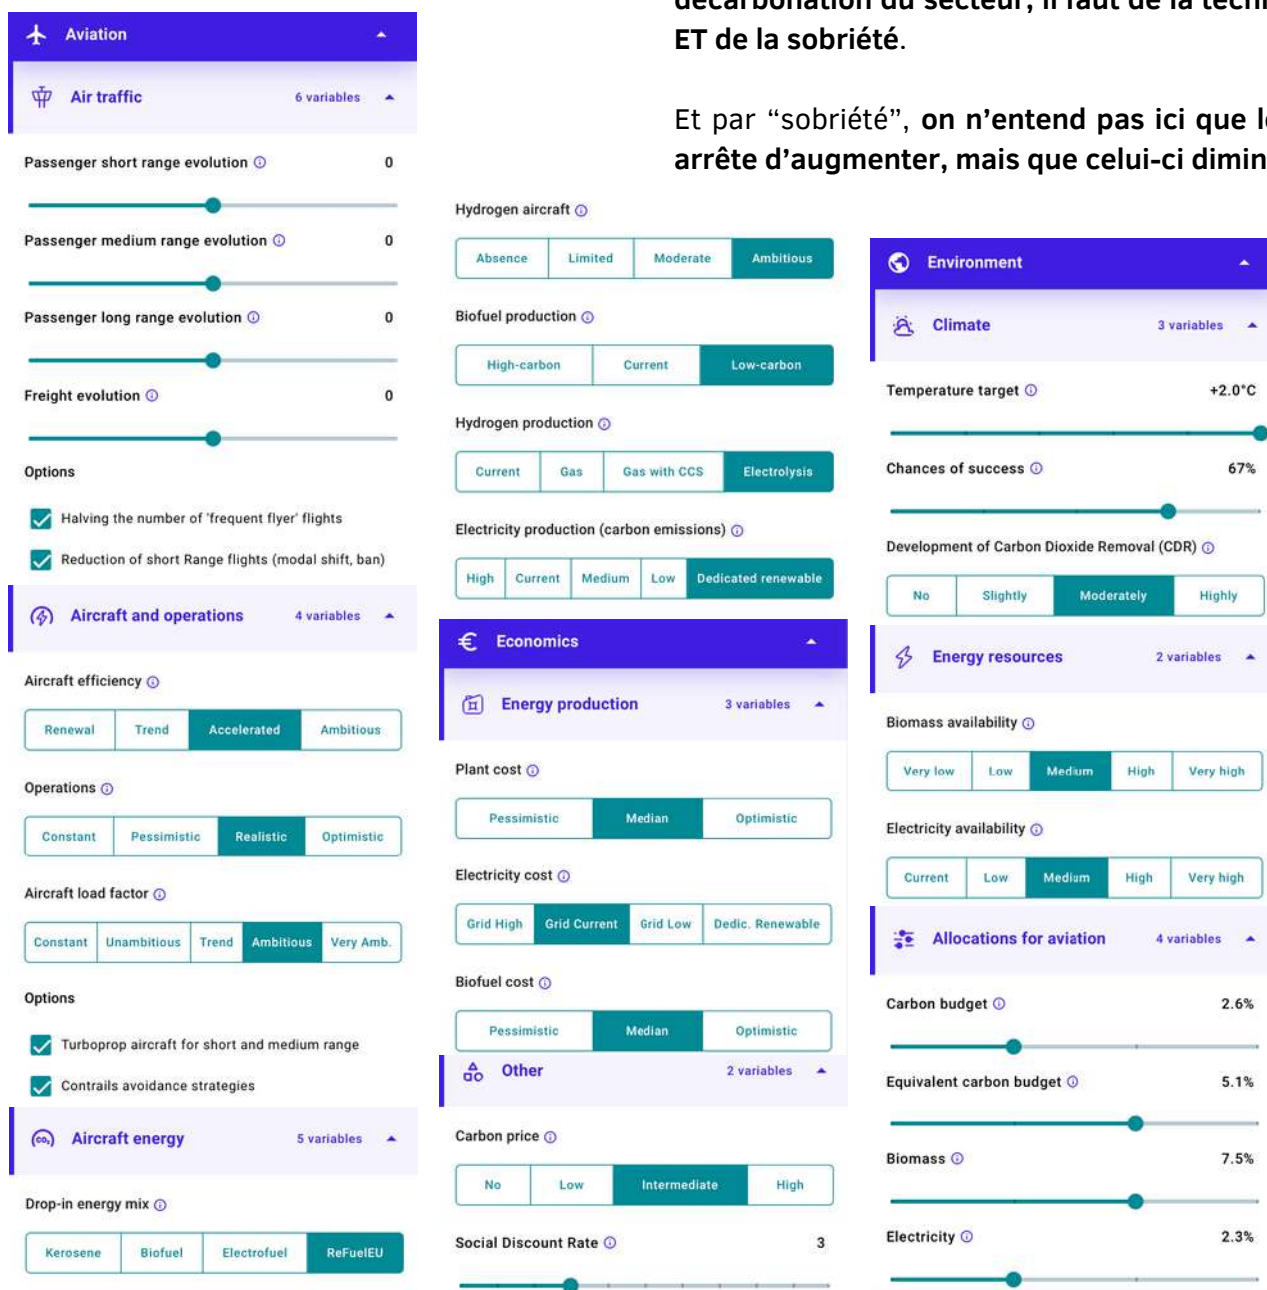 décarbonation du secteur, il faut de la
ET de la sobriété.
Et par “sobriété”, on n’entend pas ici que
arrête d’augmenter, mais que celui-ci
Aviation
Air traffic 6 variables
Passenger short range evolution 0
Passenger medium range evolution 0
Passenger long range evolution 0
Freight evolution 0
Options
Halving the number of 'frequent flyer' flights
Reduction of short Range flights (modal shift, ban)
Aircraft and operations 4 variables
Aircraft efficiency
Renewal Trend Accelerated Ambitious
Operations
Constant Pessimistic Realistic Optimistic
Aircraft load factor
Constant Unambitious Trend Ambitious Very Amb.
Options
Turboprop aircraft for short and medium range
Contrails avoidance strategies
Aircraft energy 5 variables
Drop-in energy mix
Kerosene Biofuel Electrofuel ReFuelEU
Hydrogen aircraft
Absence Limited Moderate Ambitious
Biofuel production
High-carbon Current Low-carbon
Hydrogen production
Current Gas Gas with CCS Electrolysis
Electricity production (carbon emissions)
High Current Medium Low Dedicated renewable
Economics
Energy production 3 variables
Plant cost
Pessimistic Median Optimistic
Electricity cost
Grid High Grid Current Grid Low Dedic. Renewable
Biofuel cost
Pessimistic Median Optimistic
Other 2 variables
Carbon price
No Low Intermediate High
Social Discount Rate 3
Environment
Climate 3 variables
Temperature target +2.0°C
Chances of success 67%
Development of Carbon Dioxide Removal (CDR)
No Slightly Moderately Highly
Energy resources 2 variables
Biomass availability
Very low Low Medium High Very high
Electricity availability
Current Low Medium High Very high
Allocations for aviation 4 variables
Carbon budget 2.6%
Equivalent carbon budget 5.1%
Biomass 7.5%
Electricity 2.3%